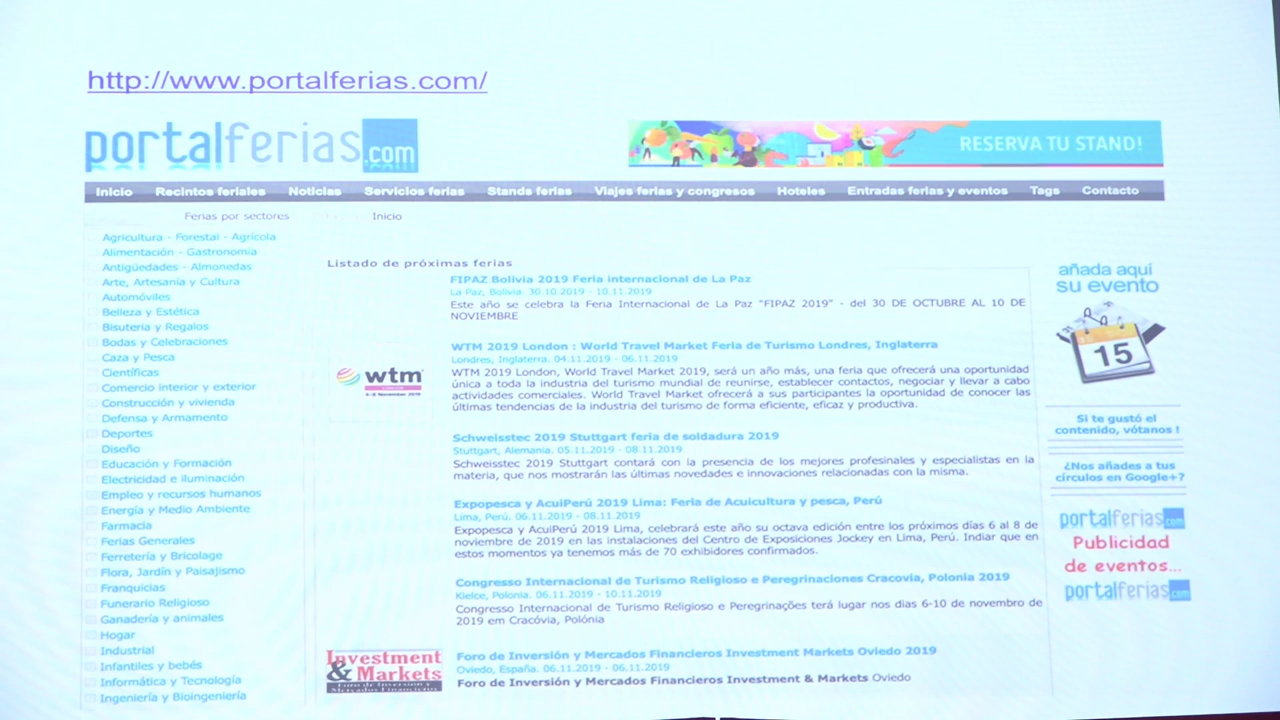 http://www.portalferias.com/
portalferias.com
RESERVA TU STAND!
Inicio Recintos feriales Noticias Servicios ferias Stands ferias Viajes ferias y congresos Hoteles Entradas ferias y eventos Tags Contacto
Ferias por sectores
Inicio
Agricultura - Forestal - Agrícola
Alimentación - Gastronomía
Antigüedades - Almonedas
Arte, Artesanía y Cultura
Automóviles
Belleza y Estética
Bisuteria y Regalos
Bodas y Celebraciones
Caza y Pesca
Científicas
Comercio interior y exterior
Construcción y vivienda
Defensa y Armamento
Deportes
Diseño
Educación y Formación
Electricidad e iluminación
Empleo y recursos humanos
Energía y Medio Ambiente
Farmacia
Ferias Generales
Ferretería y Bricolage
Flora, Jardín y Paisajismo
Franquicias
Funerario Religioso
Ganadería y animales
Hogar
Industrial
Infantiles y bebés
Informática y Tecnología
Ingeniería y Bioingeniería
Listado de próximas ferias
FIPAZ Bolivia 2019 Feria internacional de La Paz
La Paz, Bolivia. 30.10.2019 - 10.11.2019
Este año se celebra la Feria Internacional de La Paz "FIPAZ 2019" - del 30 DE OCTUBRE AL 10 DE
NOVIEMBRE
wtm
4-6 November 2019
WTM 2019 London : World Travel Market Feria de Turismo Londres, Inglaterra
Londres, Inglaterra. 04.11.2019 - 06.11.2019
WTM 2019 London, World Travel Market 2019, será un año más, una feria que ofrecerá una oportunidad
única a toda la industria del turismo mundial de reunirse, establecer contactos, negociar y llevar a cabo
actividades comerciales. World Travel Market ofrecerá a sus participantes la oportunidad de conocer las
últimas tendencias de la industria del turismo de forma eficiente, eficaz y productiva.
Schweisstec 2019 Stuttgart feria de soldadura 2019
Stuttgart, Alemania. 05.11.2019 - 08.11.2019
Schweisstec 2019 Stuttgart contará con la presencia de los mejores profesinales y especialistas en la
materia, que nos mostrarán las últimas novedades e innovaciones relacionadas con la misma.
Expopesca y AcuiPerú 2019 Lima: Feria de Acuicultura y pesca, Perú
Lima, Perú. 06.11.2019 - 08.11.2019
Expopesca y AcuiPerú 2019 Lima, celebrará este año su octava edición entre los próximos días 6 al 8 de
noviembre de 2019 en las instalaciones del Centro de Exposiciones Jockey en Lima, Perú. Indiar que en
estos momentos ya tenemos más de 70 exhibidores confirmados.
Congresso Internacional de Turismo Religioso e Peregrinaciones Cracovia, Polonia 2019
Kielce, Polonia. 06.11.2019 - 10.11.2019
Congresso Internacional de Turismo Religioso e Peregrinações terá lugar nos dias 6-10 de novembro de
2019 em Cracóvia, Polónia
Investment
& Markets
Foro de Inversión y
Mercados Financieros
Foro de Inversión y Mercados Financieros Investment Markets Oviedo 2019
Oviedo, España. 06.11.2019 - 06.11.2019
Foro de Inversión y Mercados Financieros Investment & Markets Oviedo
añada aquí
su evento
15
Si te gustó el
contenido, vótanos !
¿Nos añades a tus
círculos en Google+?
portalferias.com
Publicidad
de eventos...
portalferias.com